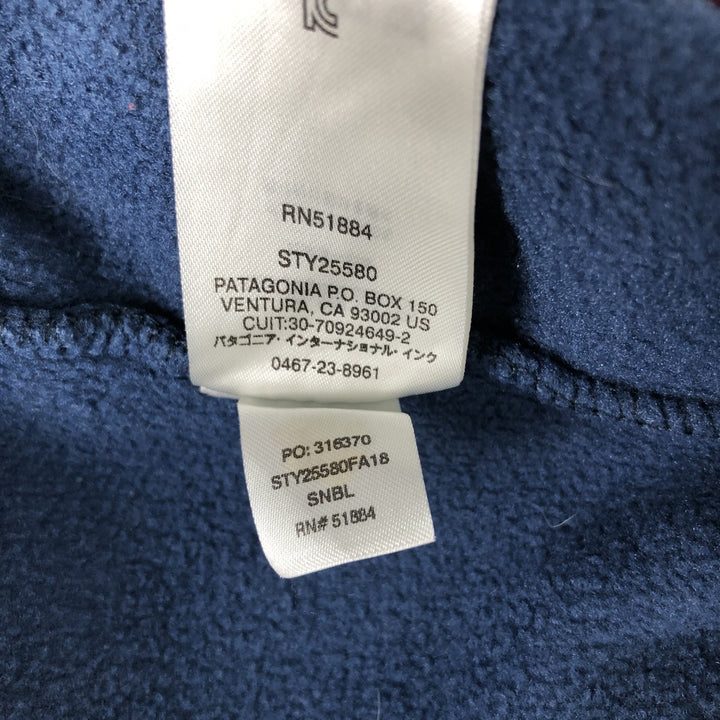 RN51884
STY25580
PATAGONIA P.O. BOX 150
VENTURA, CA 93002 US
CUIT:30-70924649-2
パタゴニア・インターナショナル・インク
0467-23-8961
PO: 316370
STY25580FA18
SNBL
RN# 51884